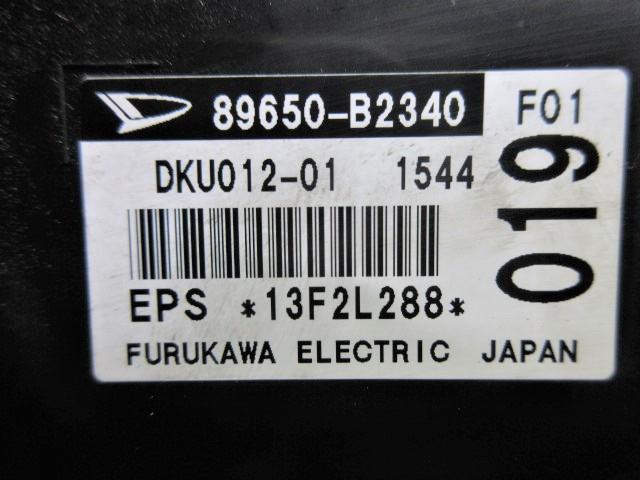 89650-B2340 F01
DKU012-01 1544
019
EPS *13F2L288*
FURUKAWA ELECTRIC JAPAN